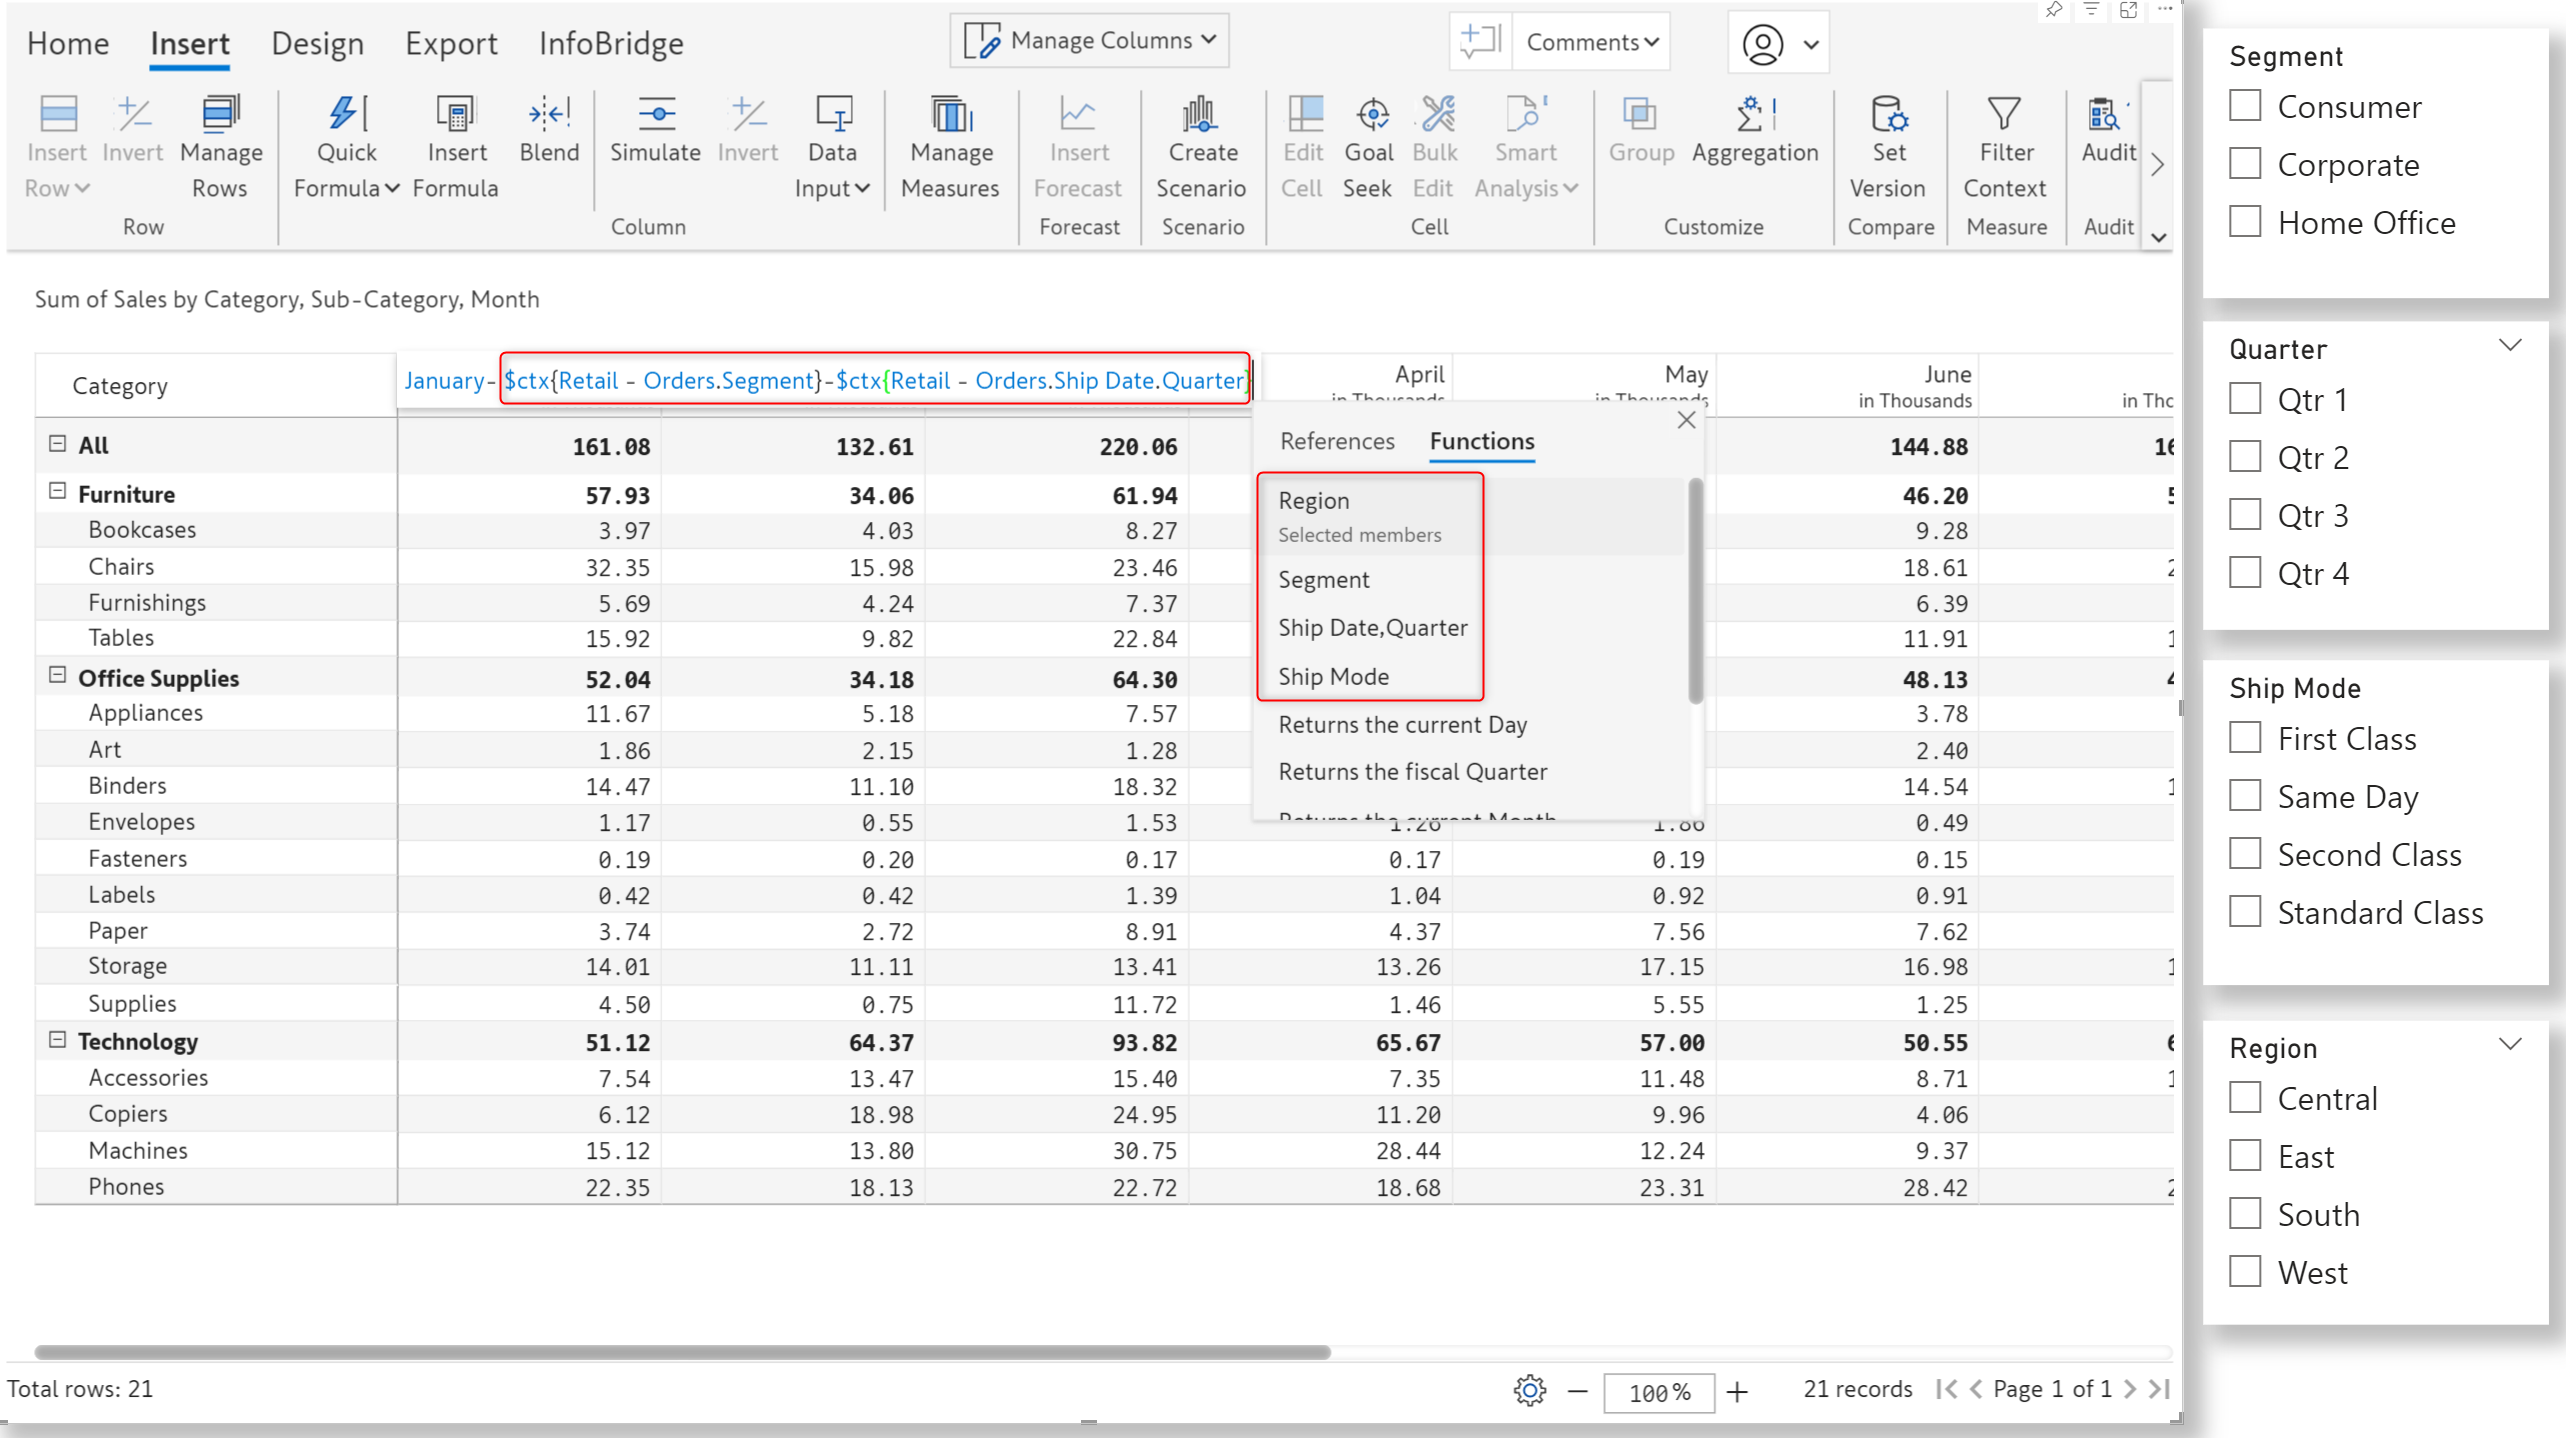 Home Insert Design Export InfoBridge Manage Columns Comments
Insert Row Invert Manage Rows Quick Formula Insert Formula Blend Simulate Invert Data Input Manage Measures Insert Forecast Create Scenario Edit Cell Goal Seek Bulk Edit Smart Analysis Group Aggregation Set Version Filter Context Audit
Row Column Forecast Scenario Cell Customize Compare Measure Audit
Sum of Sales by Category, Sub-Category, Month
Category January-$ctx{Retail - Orders.Segment}-$ctx{Retail - Orders.Ship Date.Quarter} April May June
in Thousands in Thousands in Thousands
All 161.08 132.61 220.06 144.88
Furniture 57.93 34.06 61.94 46.20
Bookcases 3.97 4.03 8.27 9.28
Chairs 32.35 15.98 23.46 18.61
Furnishings 5.69 4.24 7.37 6.39
Tables 15.92 9.82 22.84 11.91
Office Supplies 52.04 34.18 64.30 48.13
Appliances 11.67 5.18 7.57 3.78
Art 1.86 2.15 1.28 2.40
Binders 14.47 11.10 18.32 14.54
Envelopes 1.17 0.55 1.53 1.26 1.86 0.49
Fasteners 0.19 0.20 0.17 0.17 0.19 0.15
Labels 0.42 0.42 1.39 1.04 0.92 0.91
Paper 3.74 2.72 8.91 4.37 7.56 7.62
Storage 14.01 11.11 13.41 13.26 17.15 16.98
Supplies 4.50 0.75 11.72 1.46 5.55 1.25
Technology 51.12 64.37 93.82 65.67 57.00 50.55
Accessories 7.54 13.47 15.40 7.35 11.48 8.71
Copiers 6.12 18.98 24.95 11.20 9.96 4.06
Machines 15.12 13.80 30.75 28.44 12.24 9.37
Phones 22.35 18.13 22.72 18.68 23.31 28.42
References Functions
Region
Selected members
Segment
Ship Date,Quarter
Ship Mode
Returns the current Day
Returns the fiscal Quarter
Returns the current Month
Total rows: 21 100% 21 records Page 1 of 1
Segment
Consumer
Corporate
Home Office
Quarter
Qtr 1
Qtr 2
Qtr 3
Qtr 4
Ship Mode
First Class
Same Day
Second Class
Standard Class
Region
Central
East
South
West